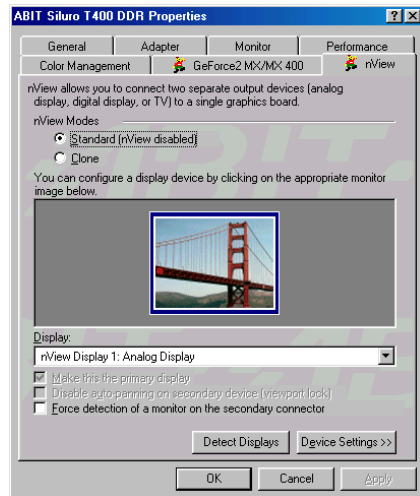 ABIT Siluro T400 DDR Properties
General
Adapter
Monitor
Performance
Color Management
GeForce2 MX/MX 400
nView
nView allows you to connect two separate output devices (analog
display, digital display, or TV) to a single graphics board.
nView Modes
Standard (nView disabled)
Clone
You can configure a display device by clicking on the appropriate monitor
image below.
Display:
nView Display 1: Analog Display
Make this the primary display
Disable auto-panning on secondary device (viewport lock)
Force detection of a monitor on the secondary connector
Detect Displays
Device Settings >>
OK
Cancel
Apply